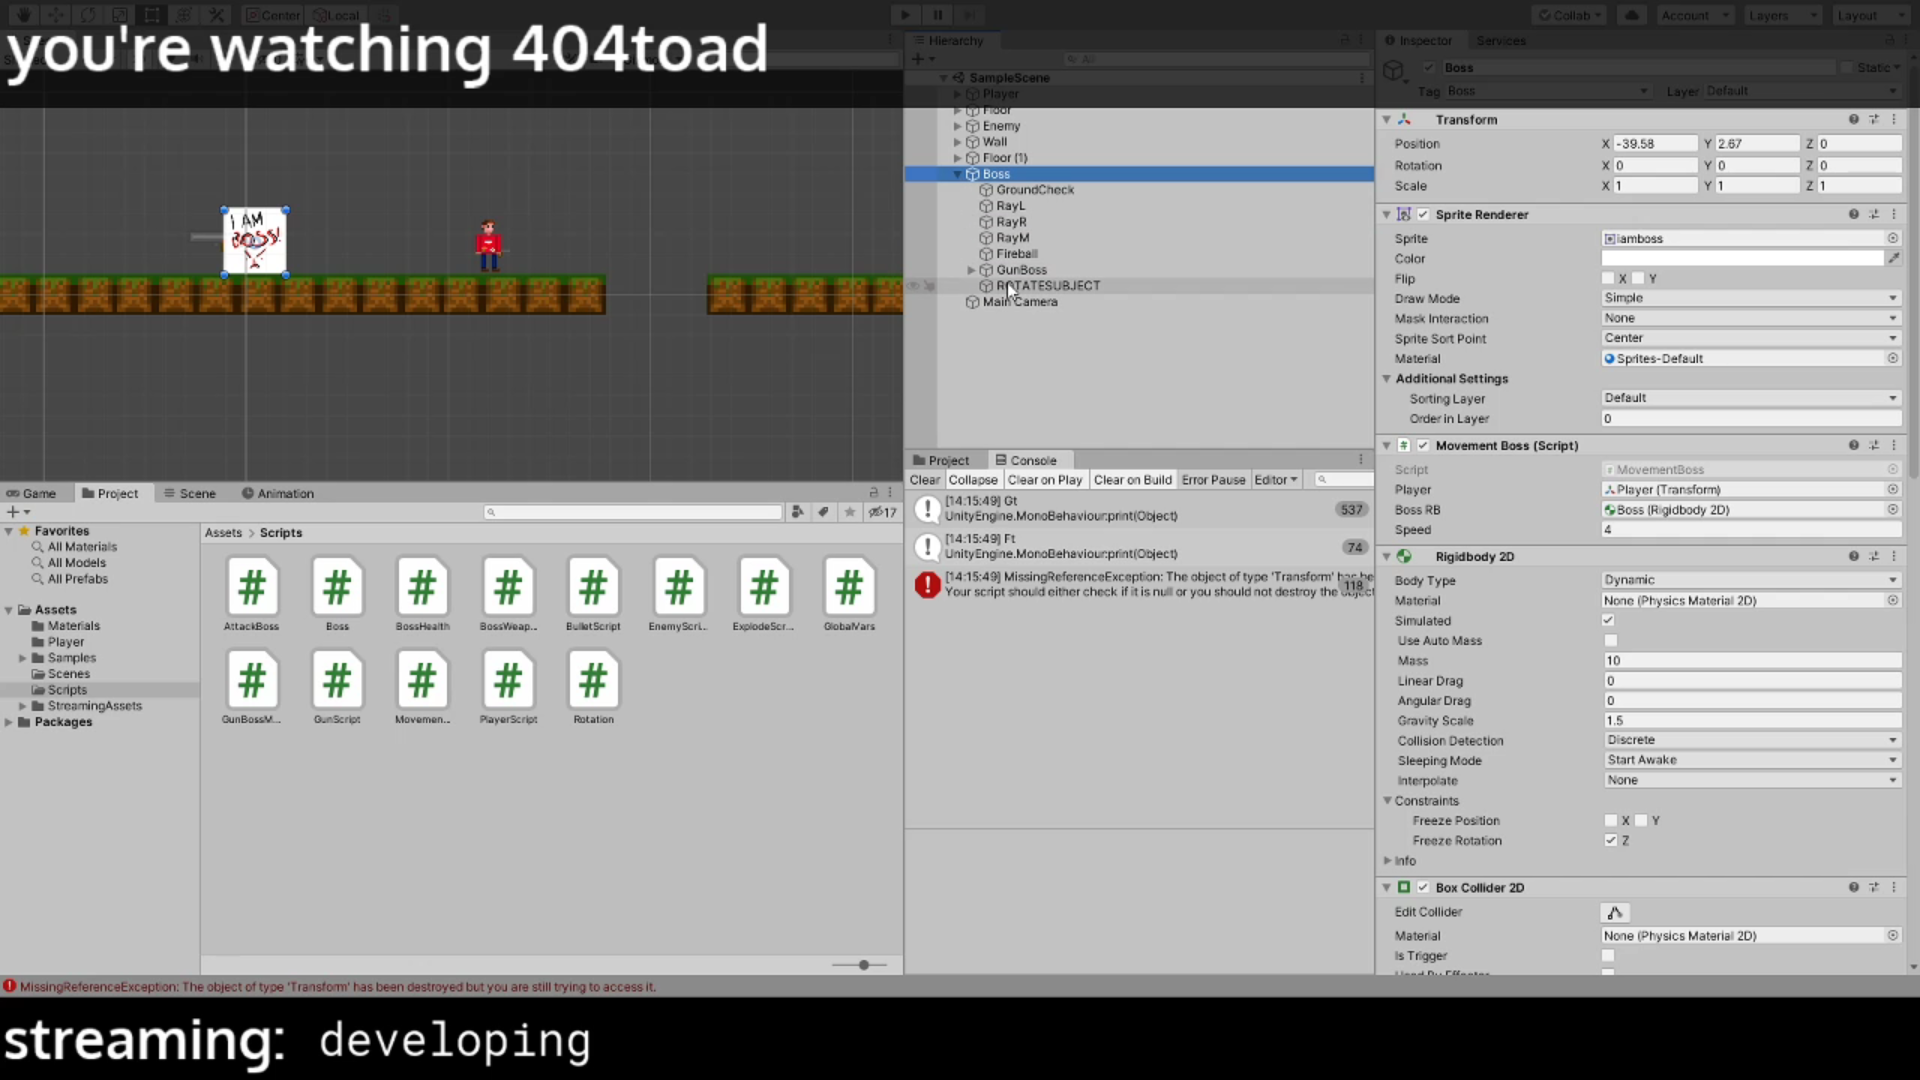 Center
Local
Collab
Account
Layers
Layout
you're watching 404toad
Hierarchy
All
SampleScene
Player
Floor
Enemy
Wall
Floor (1)
Boss
GroundCheck
RayL
RayR
RayM
Fireball
GunBoss
ROTATESUBJECT
Main Camera
I AM
BOSS!
Inspector
Services
Boss
Static
Tag Boss
Layer Default
Transform
Position X -39.58 Y 2.67 Z 0
Rotation X 0 Y 0 Z 0
Scale X 1 Y 1 Z 1
Sprite Renderer
Sprite iamboss
Color
Flip X Y
Draw Mode Simple
Mask Interaction None
Sprite Sort Point Center
Material Sprites-Default
Additional Settings
Sorting Layer Default
Order in Layer 0
# Movement Boss (Script)
Script # MovementBoss
Player Player (Transform)
Boss RB Boss (Rigidbody 2D)
Speed 4
Rigidbody 2D
Body Type Dynamic
Material None (Physics Material 2D)
Simulated
Use Auto Mass
Mass 10
Linear Drag 0
Angular Drag 0
Gravity Scale 1.5
Collision Detection Discrete
Sleeping Mode Start Awake
Interpolate None
Constraints
Freeze Position X Y
Freeze Rotation Z
Info
Box Collider 2D
Edit Collider
Material None (Physics Material 2D)
Is Trigger
Used By Effector
Project Console
Clear Collapse Clear on Play Clear on Build Error Pause Editor
[14:15:49] Gt
UnityEngine.MonoBehaviour:print(Object)
537
[14:15:49] Ft
UnityEngine.MonoBehaviour:print(Object)
74
[14:15:49] MissingReferenceException: The object of type 'Transform' has be
Your script should either check if it is null or you should not destroy the object
118
Game Project Scene Animation
17
Favorites
All Materials
All Models
All Prefabs
Assets
Materials
Player
Samples
Scenes
Scripts
StreamingAssets
Packages
Assets > Scripts
# # # # # # # #
AttackBoss Boss BossHealth BossWeap... BulletScript EnemyScri... ExplodeScr... GlobalVars
# # # # #
GunBossM... GunScript Movemen... PlayerScript Rotation
MissingReferenceException: The object of type 'Transform' has been destroyed but you are still trying to access it.
streaming: developing